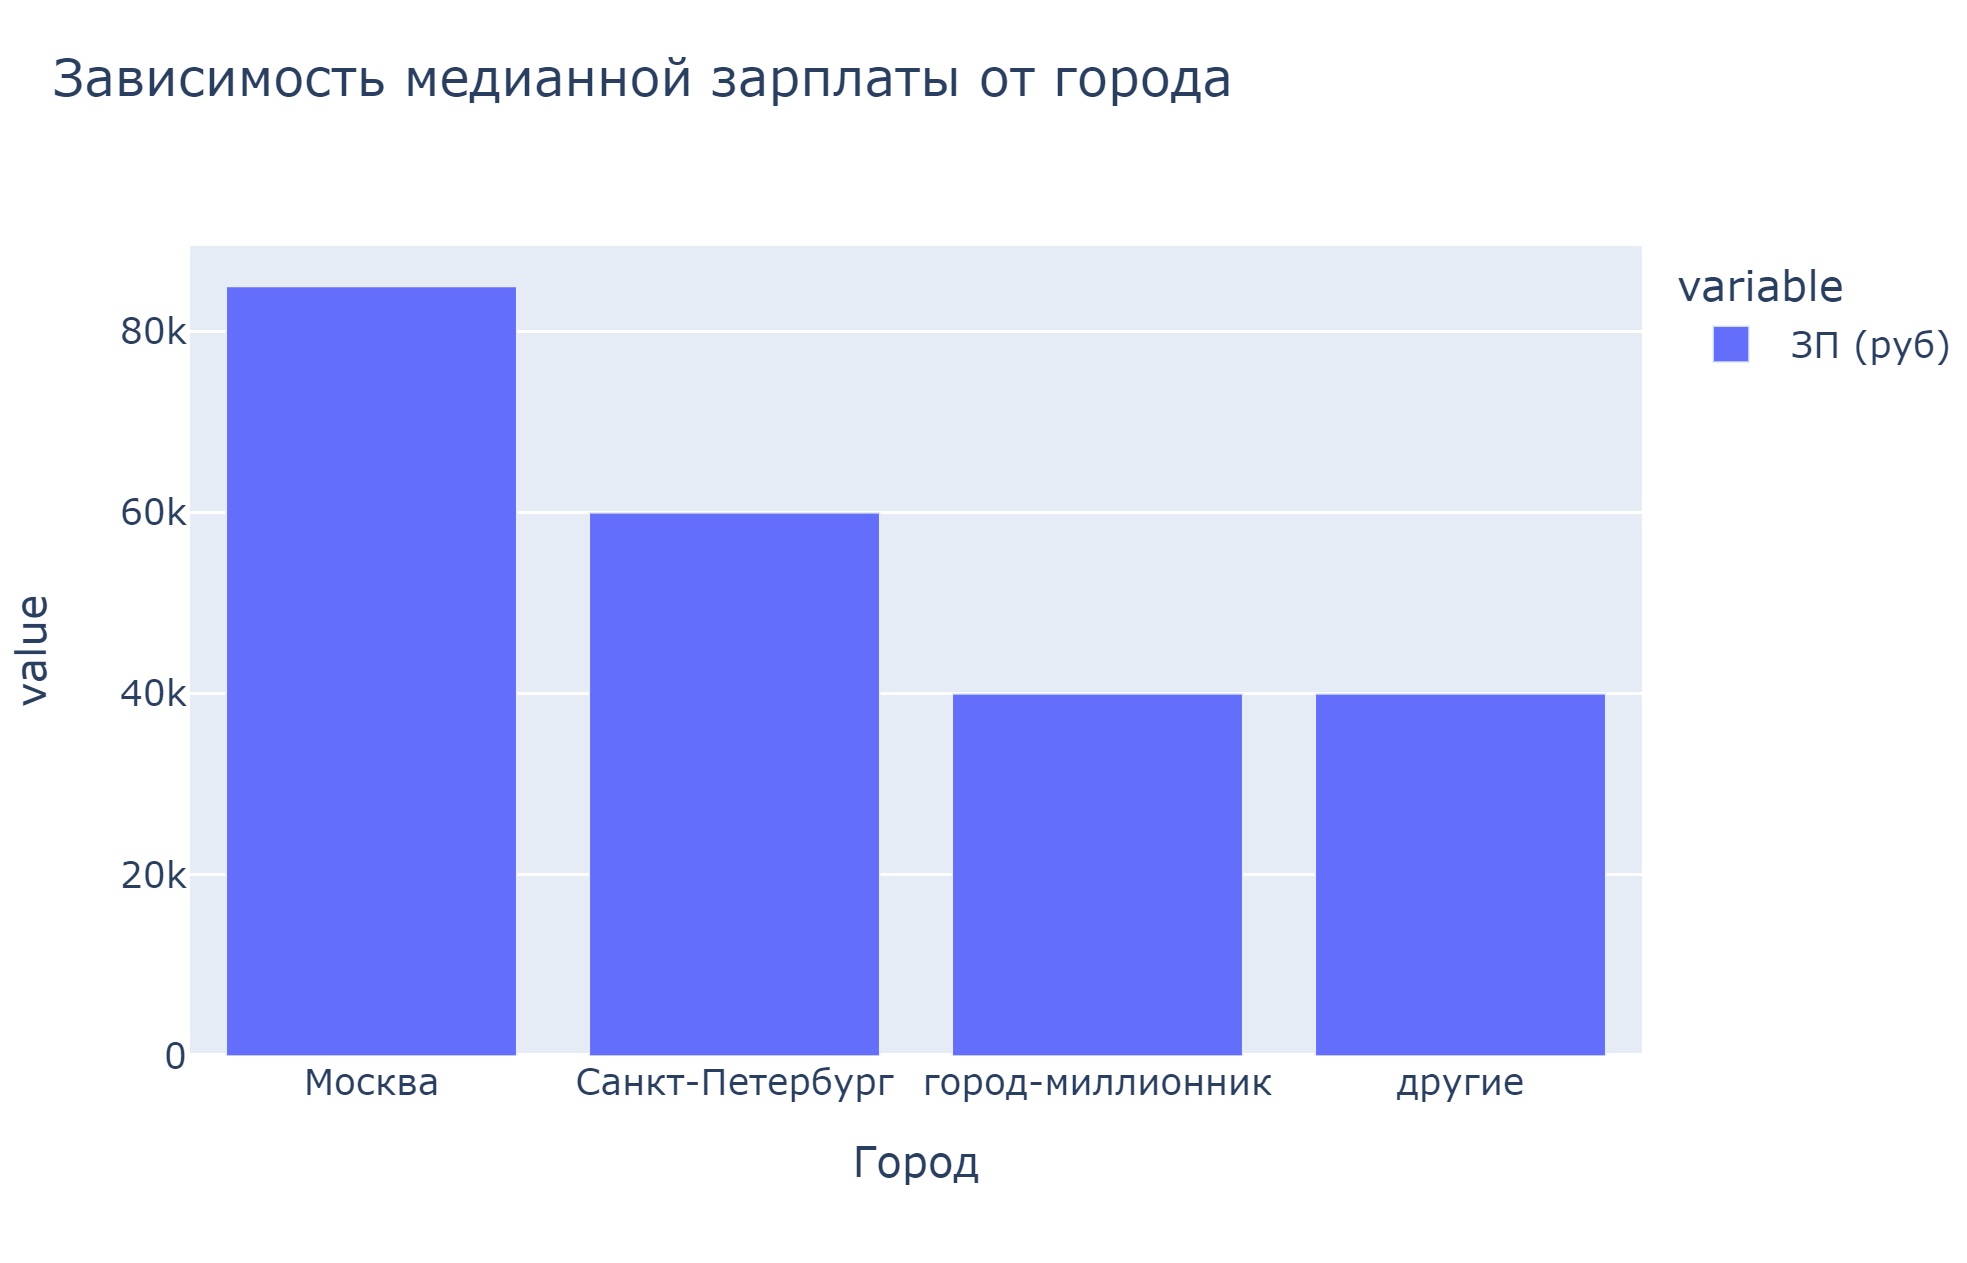 Зависимость медианной зарплаты от города
variable
ЗП (руб)
value
80k
60k
40k
20k
0
Москва
Санкт-Петербург
город-миллионник
другие
Город